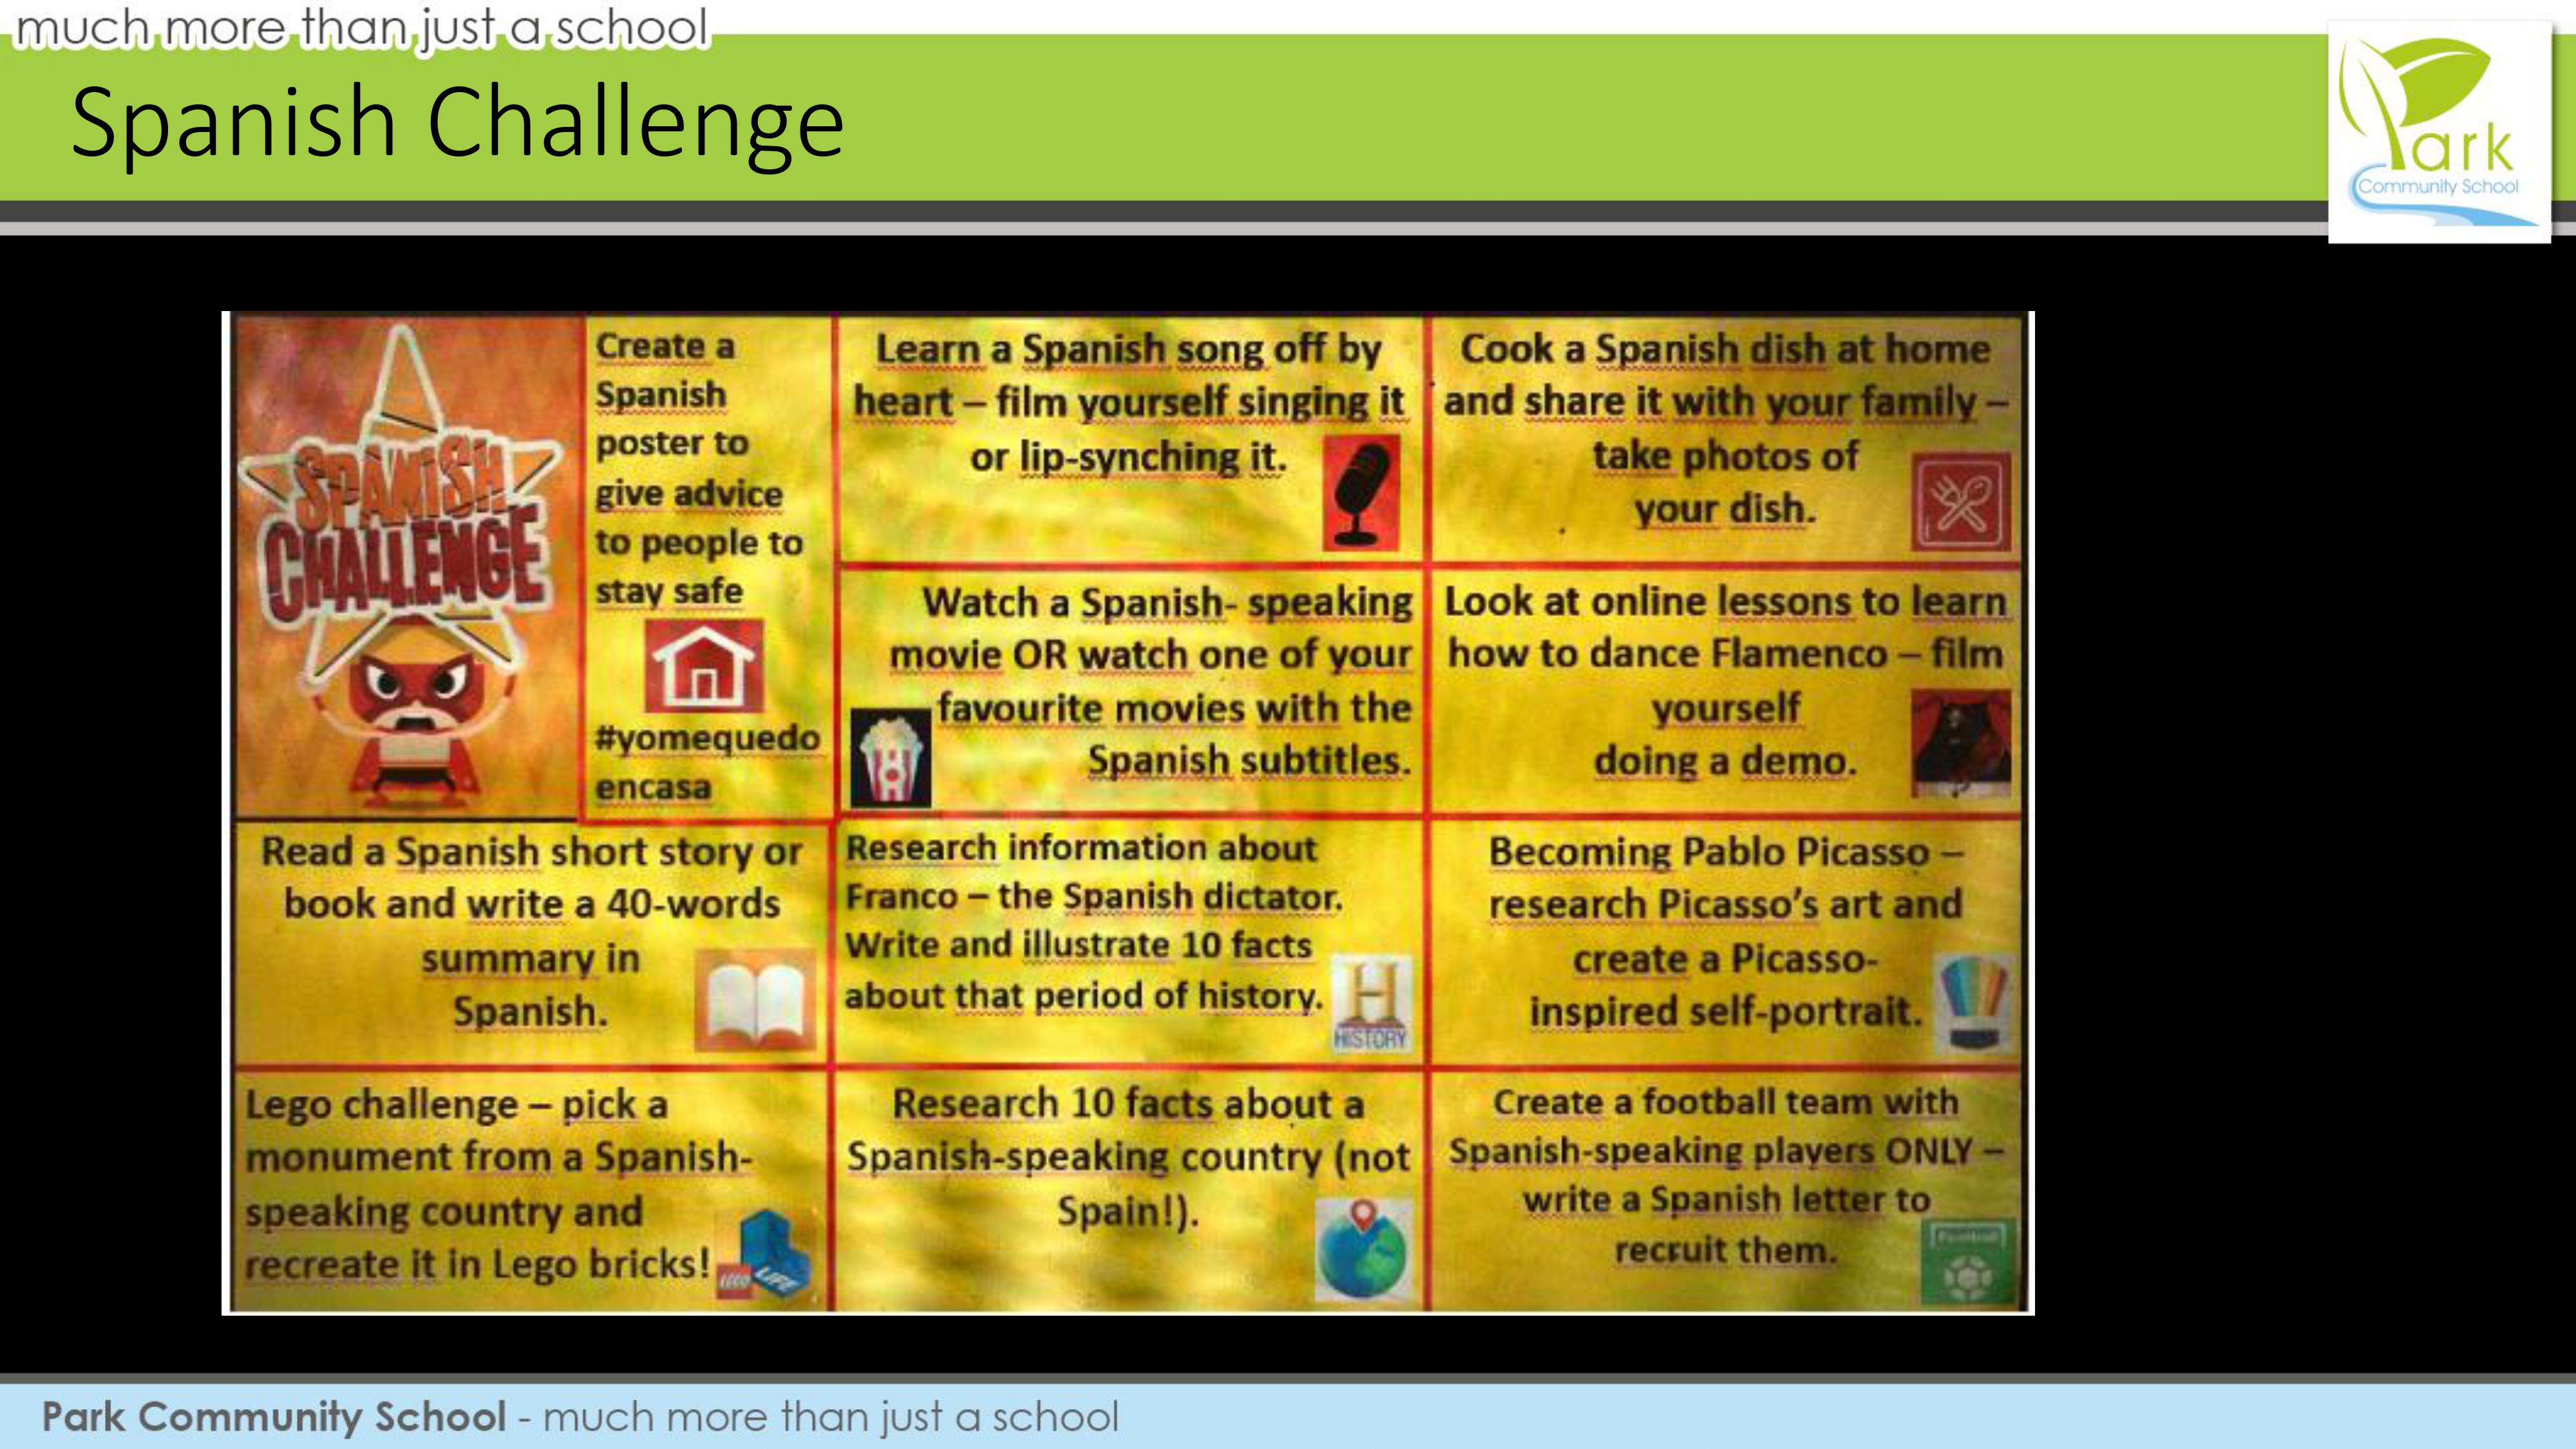 much more than just a school
Spanish Challenge
Park
Community School
SPANISH
CHALLENGE
Create a
Spanish
poster to
give advice
to people to
stay safe
#yomequedo
encasa
Learn a Spanish song off by
heart – film yourself singing it
or lip-synching it.
Cook a Spanish dish at home
and share it with your family –
take photos of
your dish.
Watch a Spanish- speaking
movie OR watch one of your
favourite movies with the
Spanish subtitles.
Look at online lessons to learn
how to dance Flamenco – film
yourself
doing a demo.
Read a Spanish short story or
book and write a 40-words
summary in
Spanish.
Research information about
Franco – the Spanish dictator.
Write and illustrate 10 facts
about that period of history.
H
HISTORY
Becoming Pablo Picasso –
research Picasso's art and
create a Picasso-
inspired self-portrait.
Lego challenge – pick a
monument from a Spanish-
speaking country and
recreate it in Lego bricks!
LEGO LIFE
Research 10 facts about a
Spanish-speaking country (not
Spain!).
Create a football team with
Spanish-speaking players ONLY –
write a Spanish letter to
recruit them.
Football
Park Community School - much more than just a school